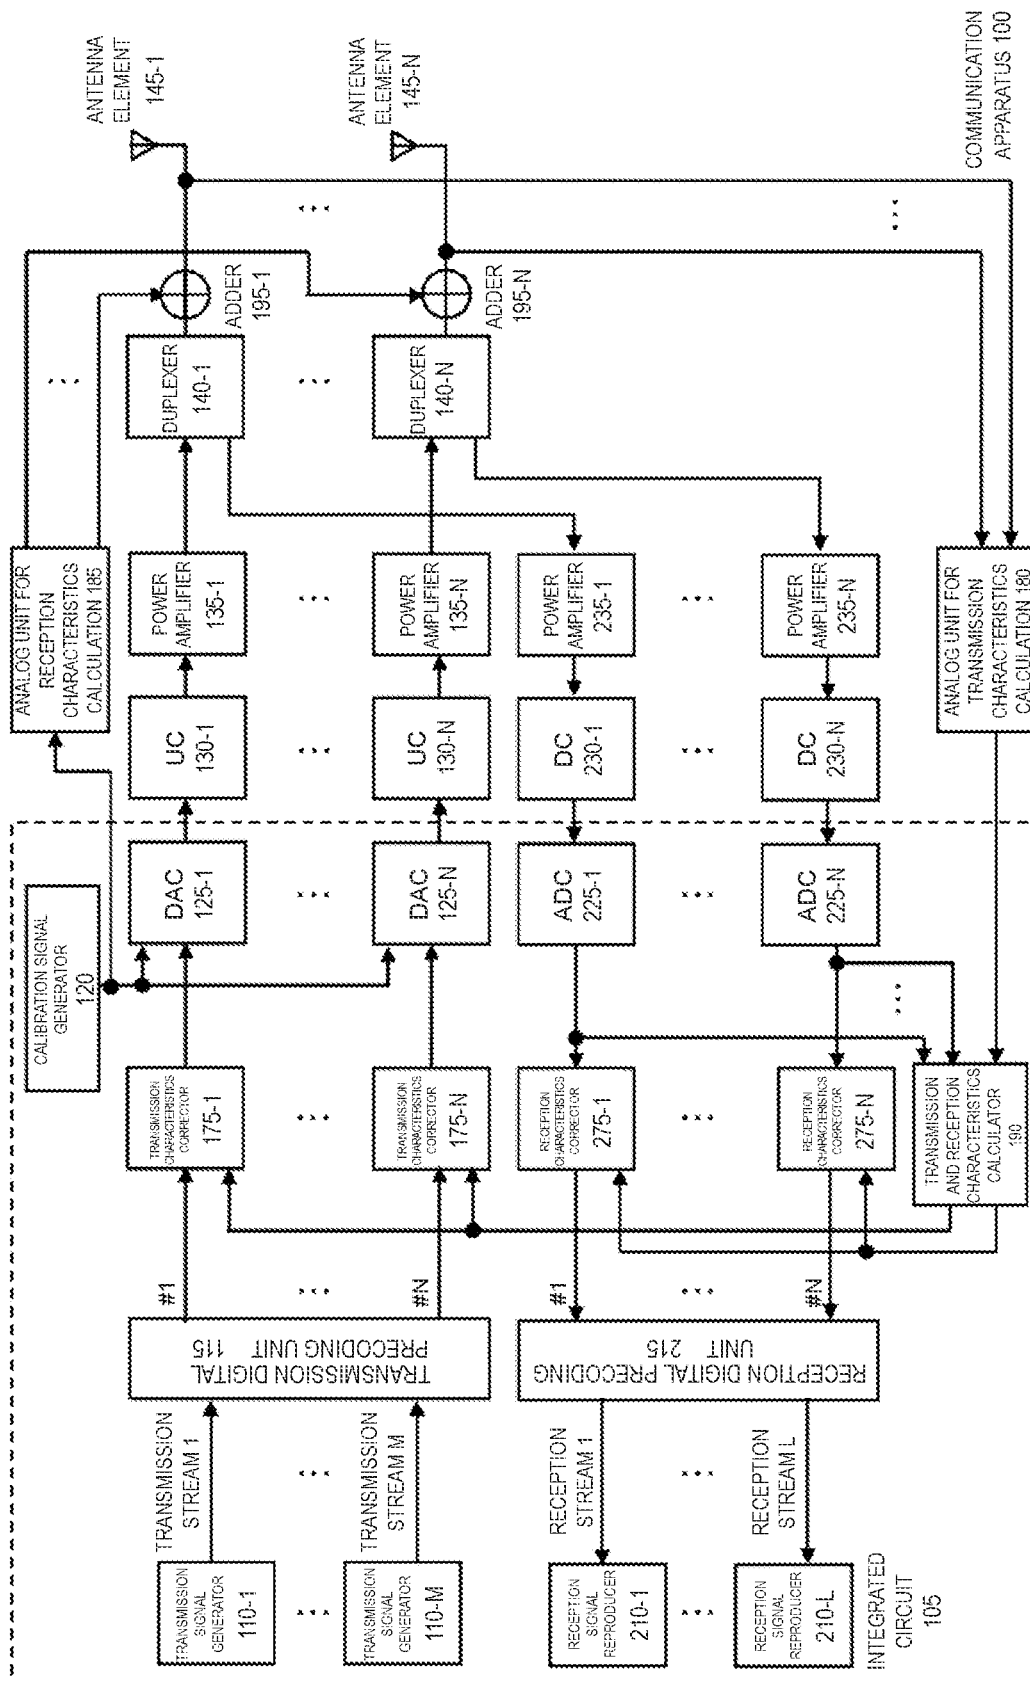 TRANSMISSION
SIGNAL
GENERATOR
110-1
TRANSMISSION
SIGNAL
GENERATOR
110-M
RECEPTION
SIGNAL
REPRODUCER
210-1
RECEPTION
SIGNAL
REPRODUCER
210-L
INTEGRATED
CIRCUIT
105
TRANSMISSION
STREAM 1
TRANSMISSION
STREAM M
RECEPTION
STREAM 1
RECEPTION
STREAM L
TRANSMISSION DIGITAL
PRECODING UNIT 115
RECEPTION DIGITAL PRECODING
UNIT 215
#1
#N
#1
#N
CALIBRATION SIGNAL
GENERATOR
120
TRANSMISSION
CHARACTERISTICS
CORRECTOR
175-1
TRANSMISSION
CHARACTERISTICS
CORRECTOR
175-N
RECEPTION
CHARACTERISTICS
CORRECTOR
275-1
RECEPTION
CHARACTERISTICS
CORRECTOR
275-N
TRANSMISSION
AND RECEPTION
CHARACTERISTICS
CALCULATOR
190
DAC
125-1
DAC
125-N
ADC
225-1
ADC
225-N
UC
130-1
UC
130-N
DC
230-1
DC
230-N
ANALOG UNIT FOR
RECEPTION
CHARACTERISTICS
CALCULATION 185
POWER
AMPLIFIER
135-1
POWER
AMPLIFIER
135-N
POWER
AMPLIFIER
235-1
POWER
AMPLIFIER
235-N
ANALOG UNIT FOR
TRANSMISSION
CHARACTERISTICS
CALCULATION 180
DUPLEXER
140-1
DUPLEXER
140-N
ADDER
195-1
ADDER
195-N
ANTENNA
ELEMENT
145-1
ANTENNA
ELEMENT
145-N
COMMUNICATION
APPARATUS 100